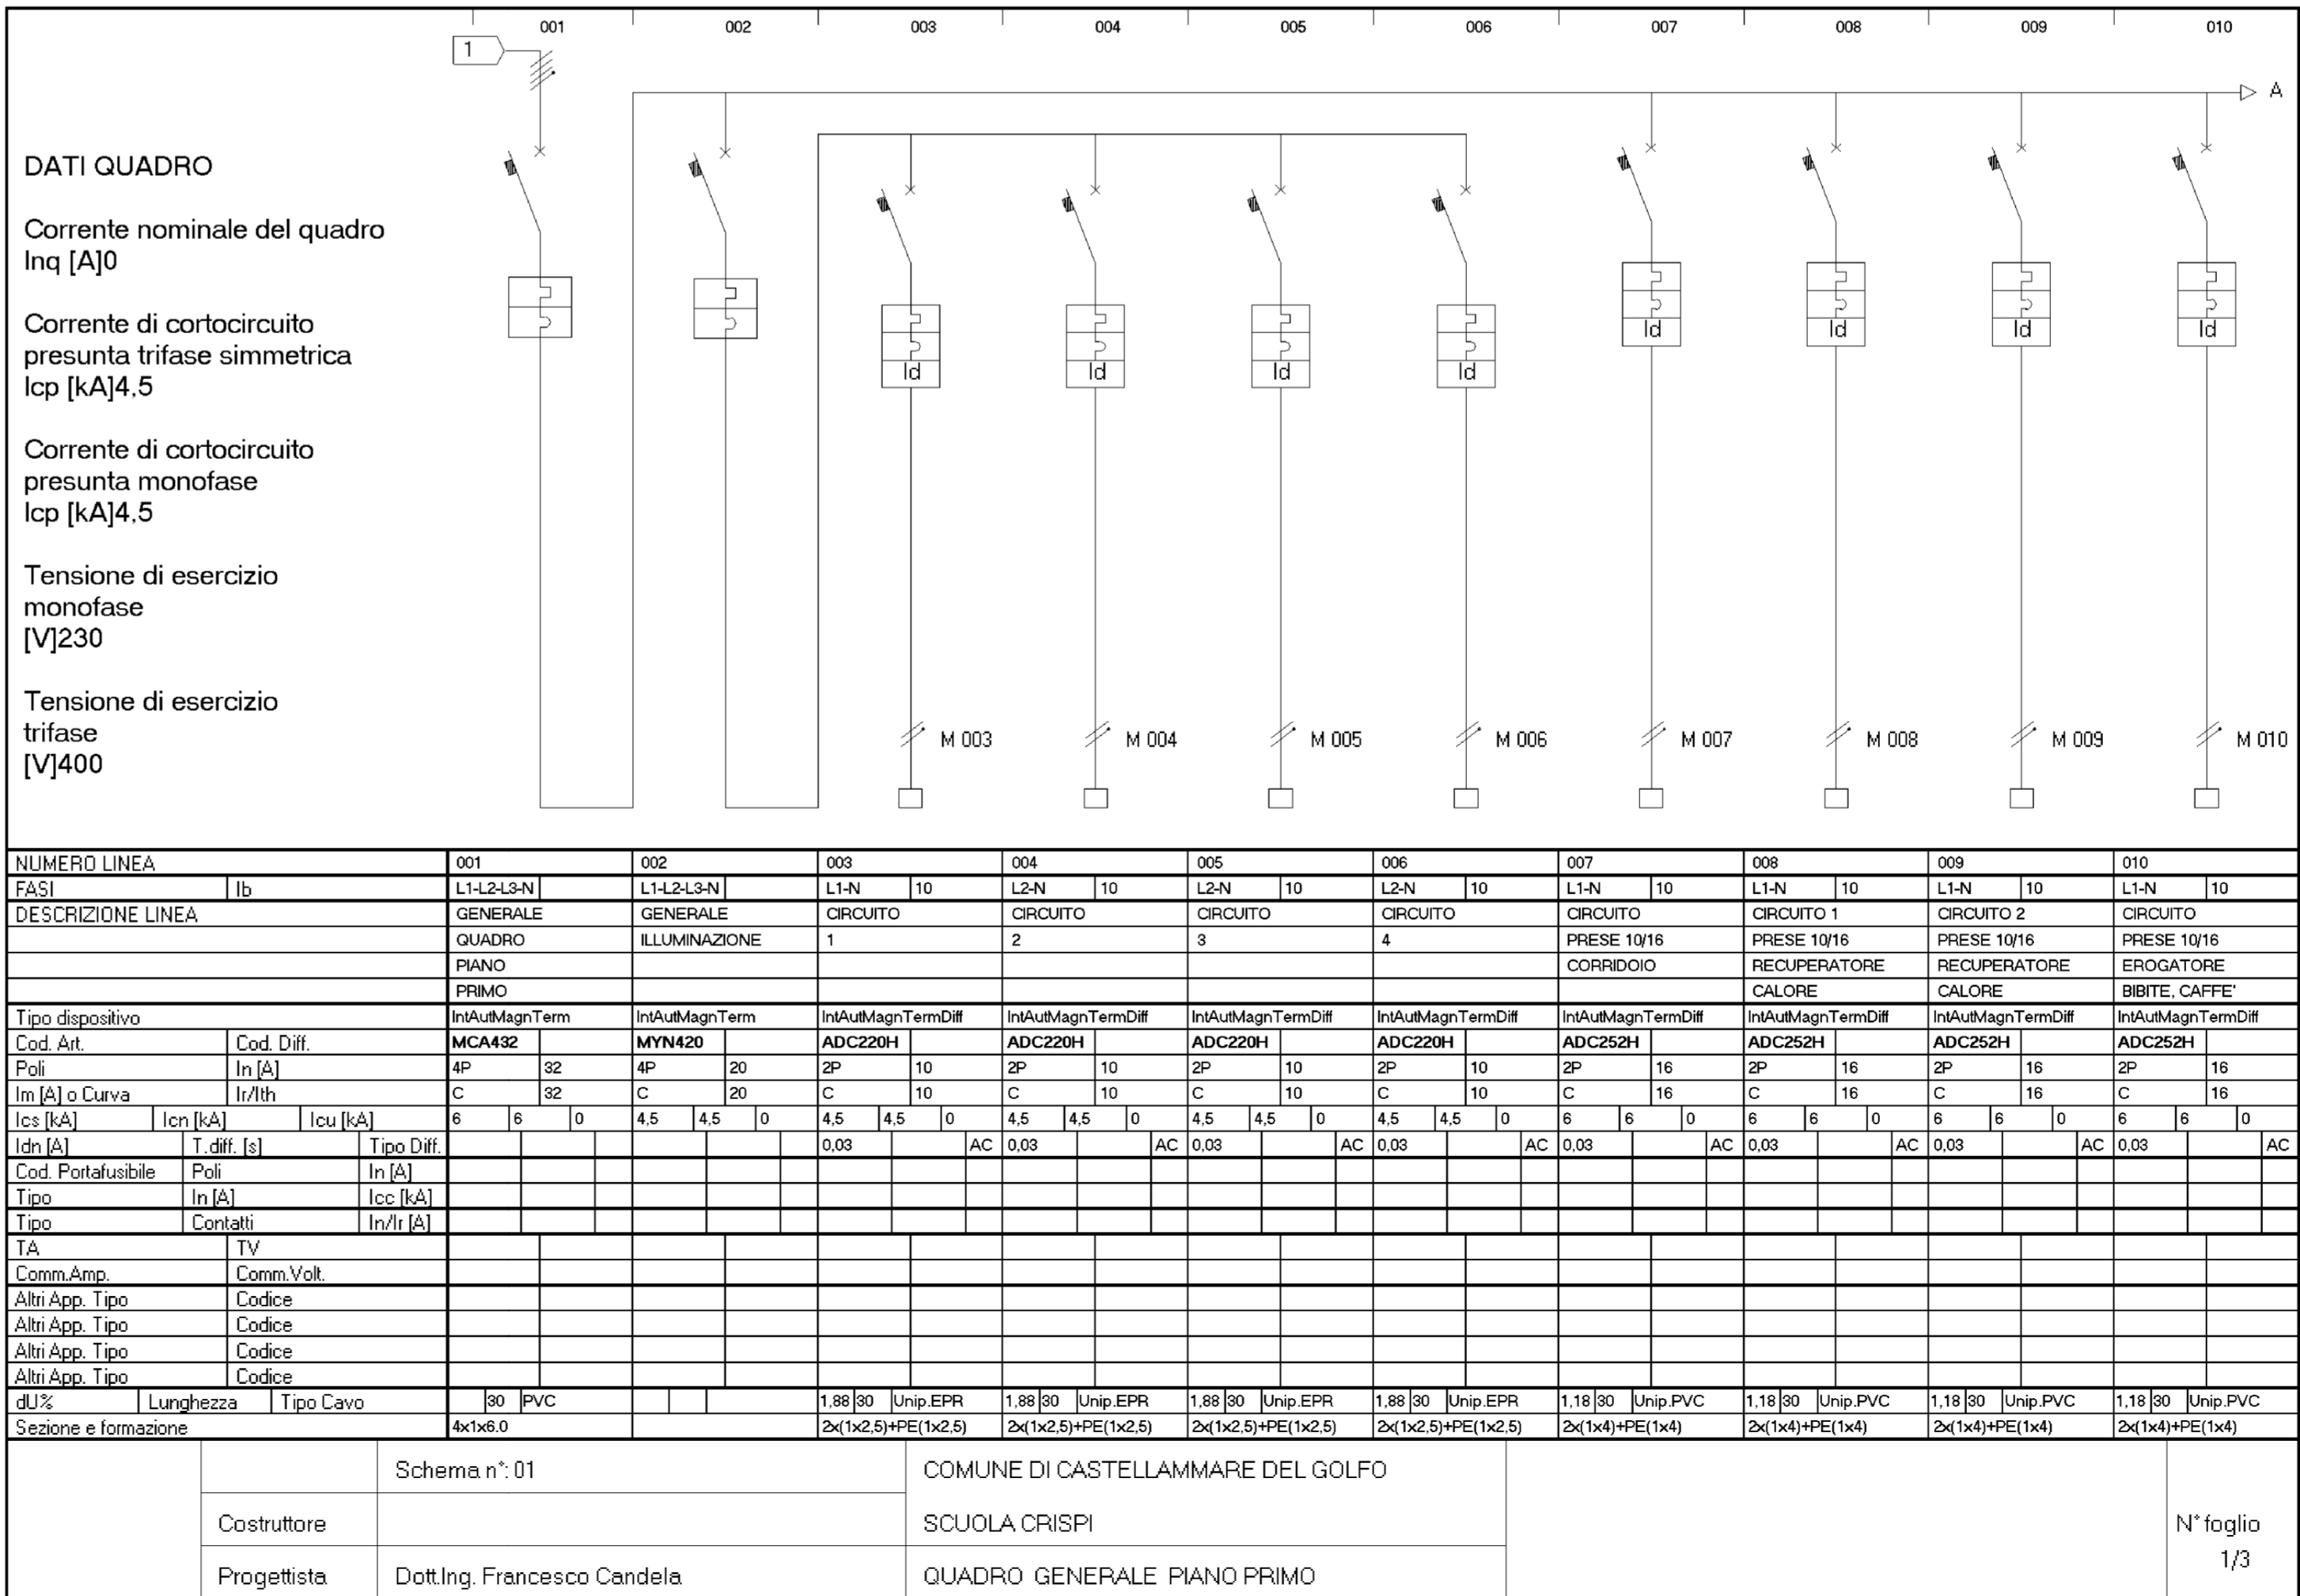 001 002 003 004 005 006 007 008 009 010
1
A
DATI QUADRO
Corrente nominale del quadro
Inq [A]0
Corrente di cortocircuito
presunta trifase simmetrica
Icp [kA]4,5
Corrente di cortocircuito
presunta monofase
Icp [kA]4,5
Tensione di esercizio
monofase
[V]230
Tensione di esercizio
trifase
[V]400
Id Id Id Id Id Id Id Id
M 003 M 004 M 005 M 006 M 007 M 008 M 009 M 010
NUMERO LINEA 001 002 003 004 005 006 007 008 009 010
FASI Ib L1-L2-L3-N L1-L2-L3-N L1-N 10 L2-N 10 L2-N 10 L2-N 10 L1-N 10 L1-N 10 L1-N 10 L1-N 10
DESCRIZIONE LINEA GENERALE GENERALE CIRCUITO CIRCUITO CIRCUITO CIRCUITO CIRCUITO CIRCUITO 1 CIRCUITO 2 CIRCUITO
QUADRO ILLUMINAZIONE 1 2 3 4 PRESE 10/16 PRESE 10/16 PRESE 10/16 PRESE 10/16
PIANO CORRIDOIO RECUPERATORE RECUPERATORE EROGATORE
PRIMO CALORE CALORE BIBITE, CAFFE'
Tipo dispositivo IntAutMagnTerm IntAutMagnTerm IntAutMagnTermDiff IntAutMagnTermDiff IntAutMagnTermDiff IntAutMagnTermDiff IntAutMagnTermDiff IntAutMagnTermDiff IntAutMagnTermDiff IntAutMagnTermDiff
Cod. Art. Cod. Diff. MCA432 MYN420 ADC220H ADC220H ADC220H ADC220H ADC252H ADC252H ADC252H ADC252H
Poli In [A] 4P 32 4P 20 2P 10 2P 10 2P 10 2P 10 2P 16 2P 16 2P 16 2P 16
Im [A] o Curva Ir/Ith C 32 C 20 C 10 C 10 C 10 C 10 C 16 C 16 C 16 C 16
Ics [kA] Icn [kA] Icu [kA] 6 6 0 4,5 4,5 0 4,5 4,5 0 4,5 4,5 0 4,5 4,5 0 4,5 4,5 0 6 6 0 6 6 0 6 6 0 6 6 0
Idn [A] T.diff. [s] Tipo Diff. 0,03 AC 0,03 AC 0,03 AC 0,03 AC 0,03 AC 0,03 AC 0,03 AC 0,03 AC
Cod. Portafusibile Poli In [A]
Tipo In [A] Icc [kA]
Tipo Contatti In/Ir [A]
TA TV
Comm.Amp. Comm.Volt.
Altri App. Tipo Codice
Altri App. Tipo Codice
Altri App. Tipo Codice
Altri App. Tipo Codice
dU% Lunghezza Tipo Cavo 30 PVC 1,88 30 Unip.EPR 1,88 30 Unip.EPR 1,88 30 Unip.EPR 1,88 30 Unip.EPR 1,18 30 Unip.PVC 1,18 30 Unip.PVC 1,18 30 Unip.PVC 1,18 30 Unip.PVC
Sezione e formazione 4x1x6.0 2x(1x2,5)+PE(1x2,5) 2x(1x2,5)+PE(1x2,5) 2x(1x2,5)+PE(1x2,5) 2x(1x2,5)+PE(1x2,5) 2x(1x4)+PE(1x4) 2x(1x4)+PE(1x4) 2x(1x4)+PE(1x4) 2x(1x4)+PE(1x4)
Schema n°: 01 COMUNE DI CASTELLAMMARE DEL GOLFO
Costruttore SCUOLA CRISPI N° foglio
1/3
Progettista Dott.Ing. Francesco Candela QUADRO GENERALE PIANO PRIMO